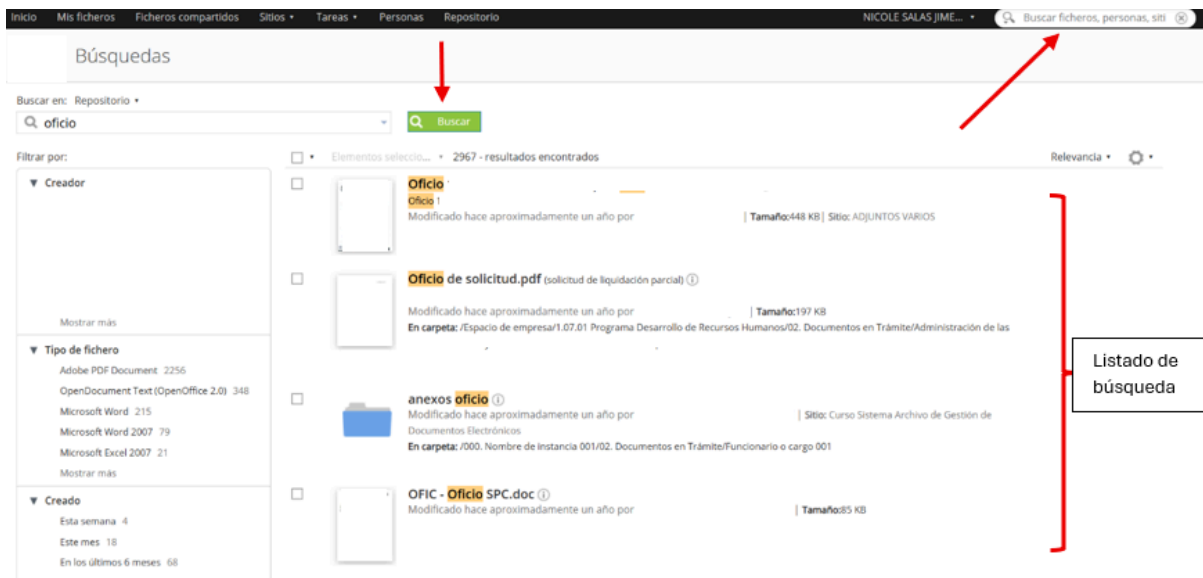 Inicio Mis ficheros Ficheros compartidos Sitios Tareas Personas Repositorio NICOLE SALAS JIME... Buscar ficheros, personas, siti
Búsquedas
Buscar en: Repositorio
oficio Buscar
Filtrar por: Elementos seleccio... 2967 - resultados encontrados Relevancia
Creador
Mostrar más
Tipo de fichero
Adobe PDF Document 2256
OpenDocument Text (OpenOffice 2.0) 348
Microsoft Word 215
Microsoft Word 2007 79
Microsoft Excel 2007 21
Mostrar más
Creado
Esta semana 4
Este mes 18
En los últimos 6 meses 68
Oficio
Oficio
Modificado hace aproximadamente un año por | Tamaño:448 KB| Sitio: ADJUNTOS VARIOS
Oficio de solicitud.pdf (solicitud de liquidación parcial)
Modificado hace aproximadamente un año por | Tamaño:197 KB
En carpeta: /Espacio de empresa/1.07.01 Programa Desarrollo de Recursos Humanos/02. Documentos en Trámite/Administración de las
anexos oficio
Modificado hace aproximadamente un año por | Sitio: Curso Sistema Archivo de Gestión de
Documentos Electrónicos
En carpeta: /000. Nombre de instancia 001/02. Documentos en Trámite/Funcionario o cargo 001
OFIC - Oficio SPC.doc
Modificado hace aproximadamente un año por | Tamaño:85 KB
Listado de
búsqueda